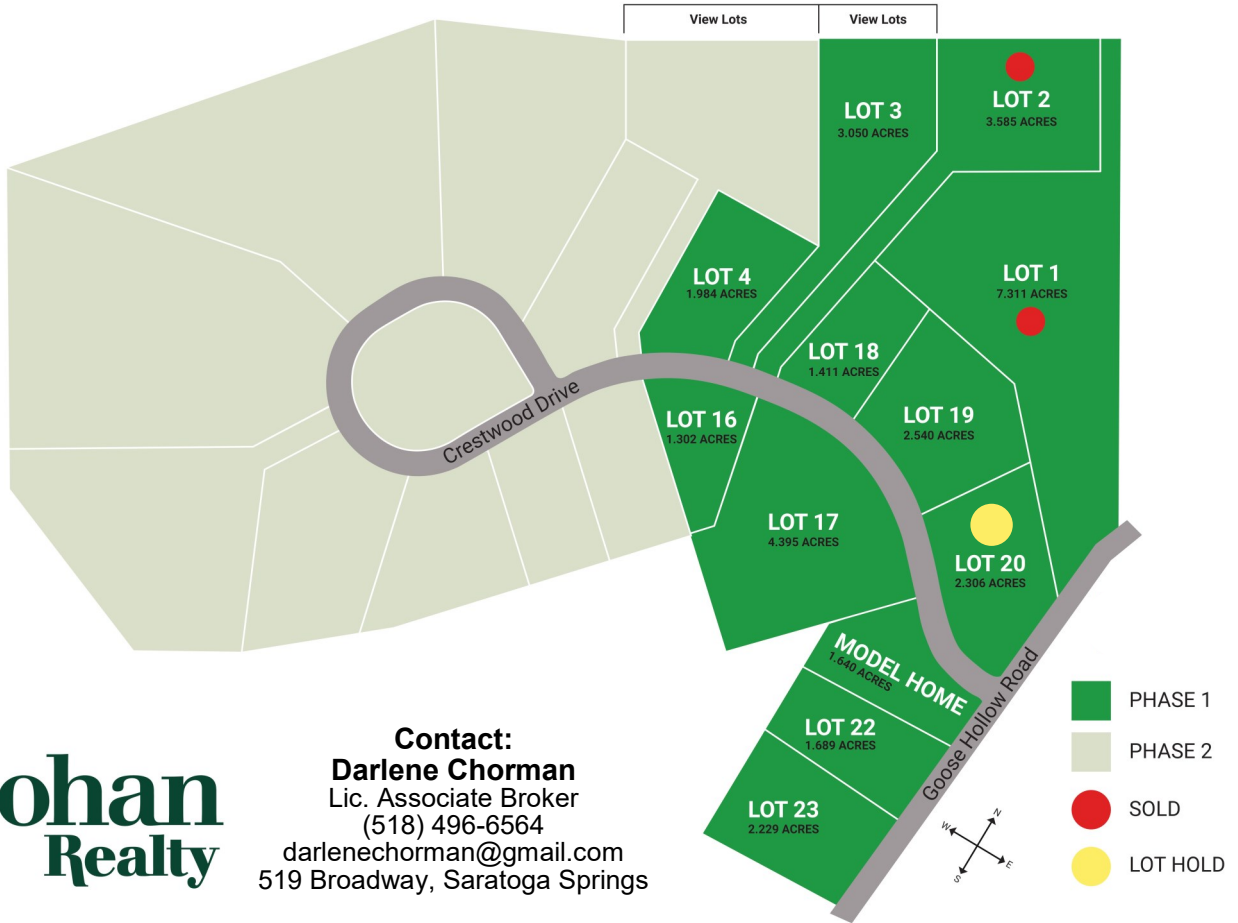 View Lots
View Lots
LOT 3
3.050 ACRES
LOT 2
3.585 ACRES
LOT 4
1.984 ACRES
LOT 1
7.311 ACRES
LOT 18
1.411 ACRES
LOT 16
1.302 ACRES
LOT 19
2.540 ACRES
Crestwood Drive
LOT 17
4.395 ACRES
LOT 20
2.306 ACRES
MODEL HOME
1.640 ACRES
LOT 22
1.689 ACRES
LOT 23
2.229 ACRES
Goose Hollow Road
N
W
E
S
PHASE 1
PHASE 2
SOLD
LOT HOLD
ohan
Realty
Contact:
Darlene Chorman
Lic. Associate Broker
(518) 496-6564
darlenechorman@gmail.com
519 Broadway, Saratoga Springs